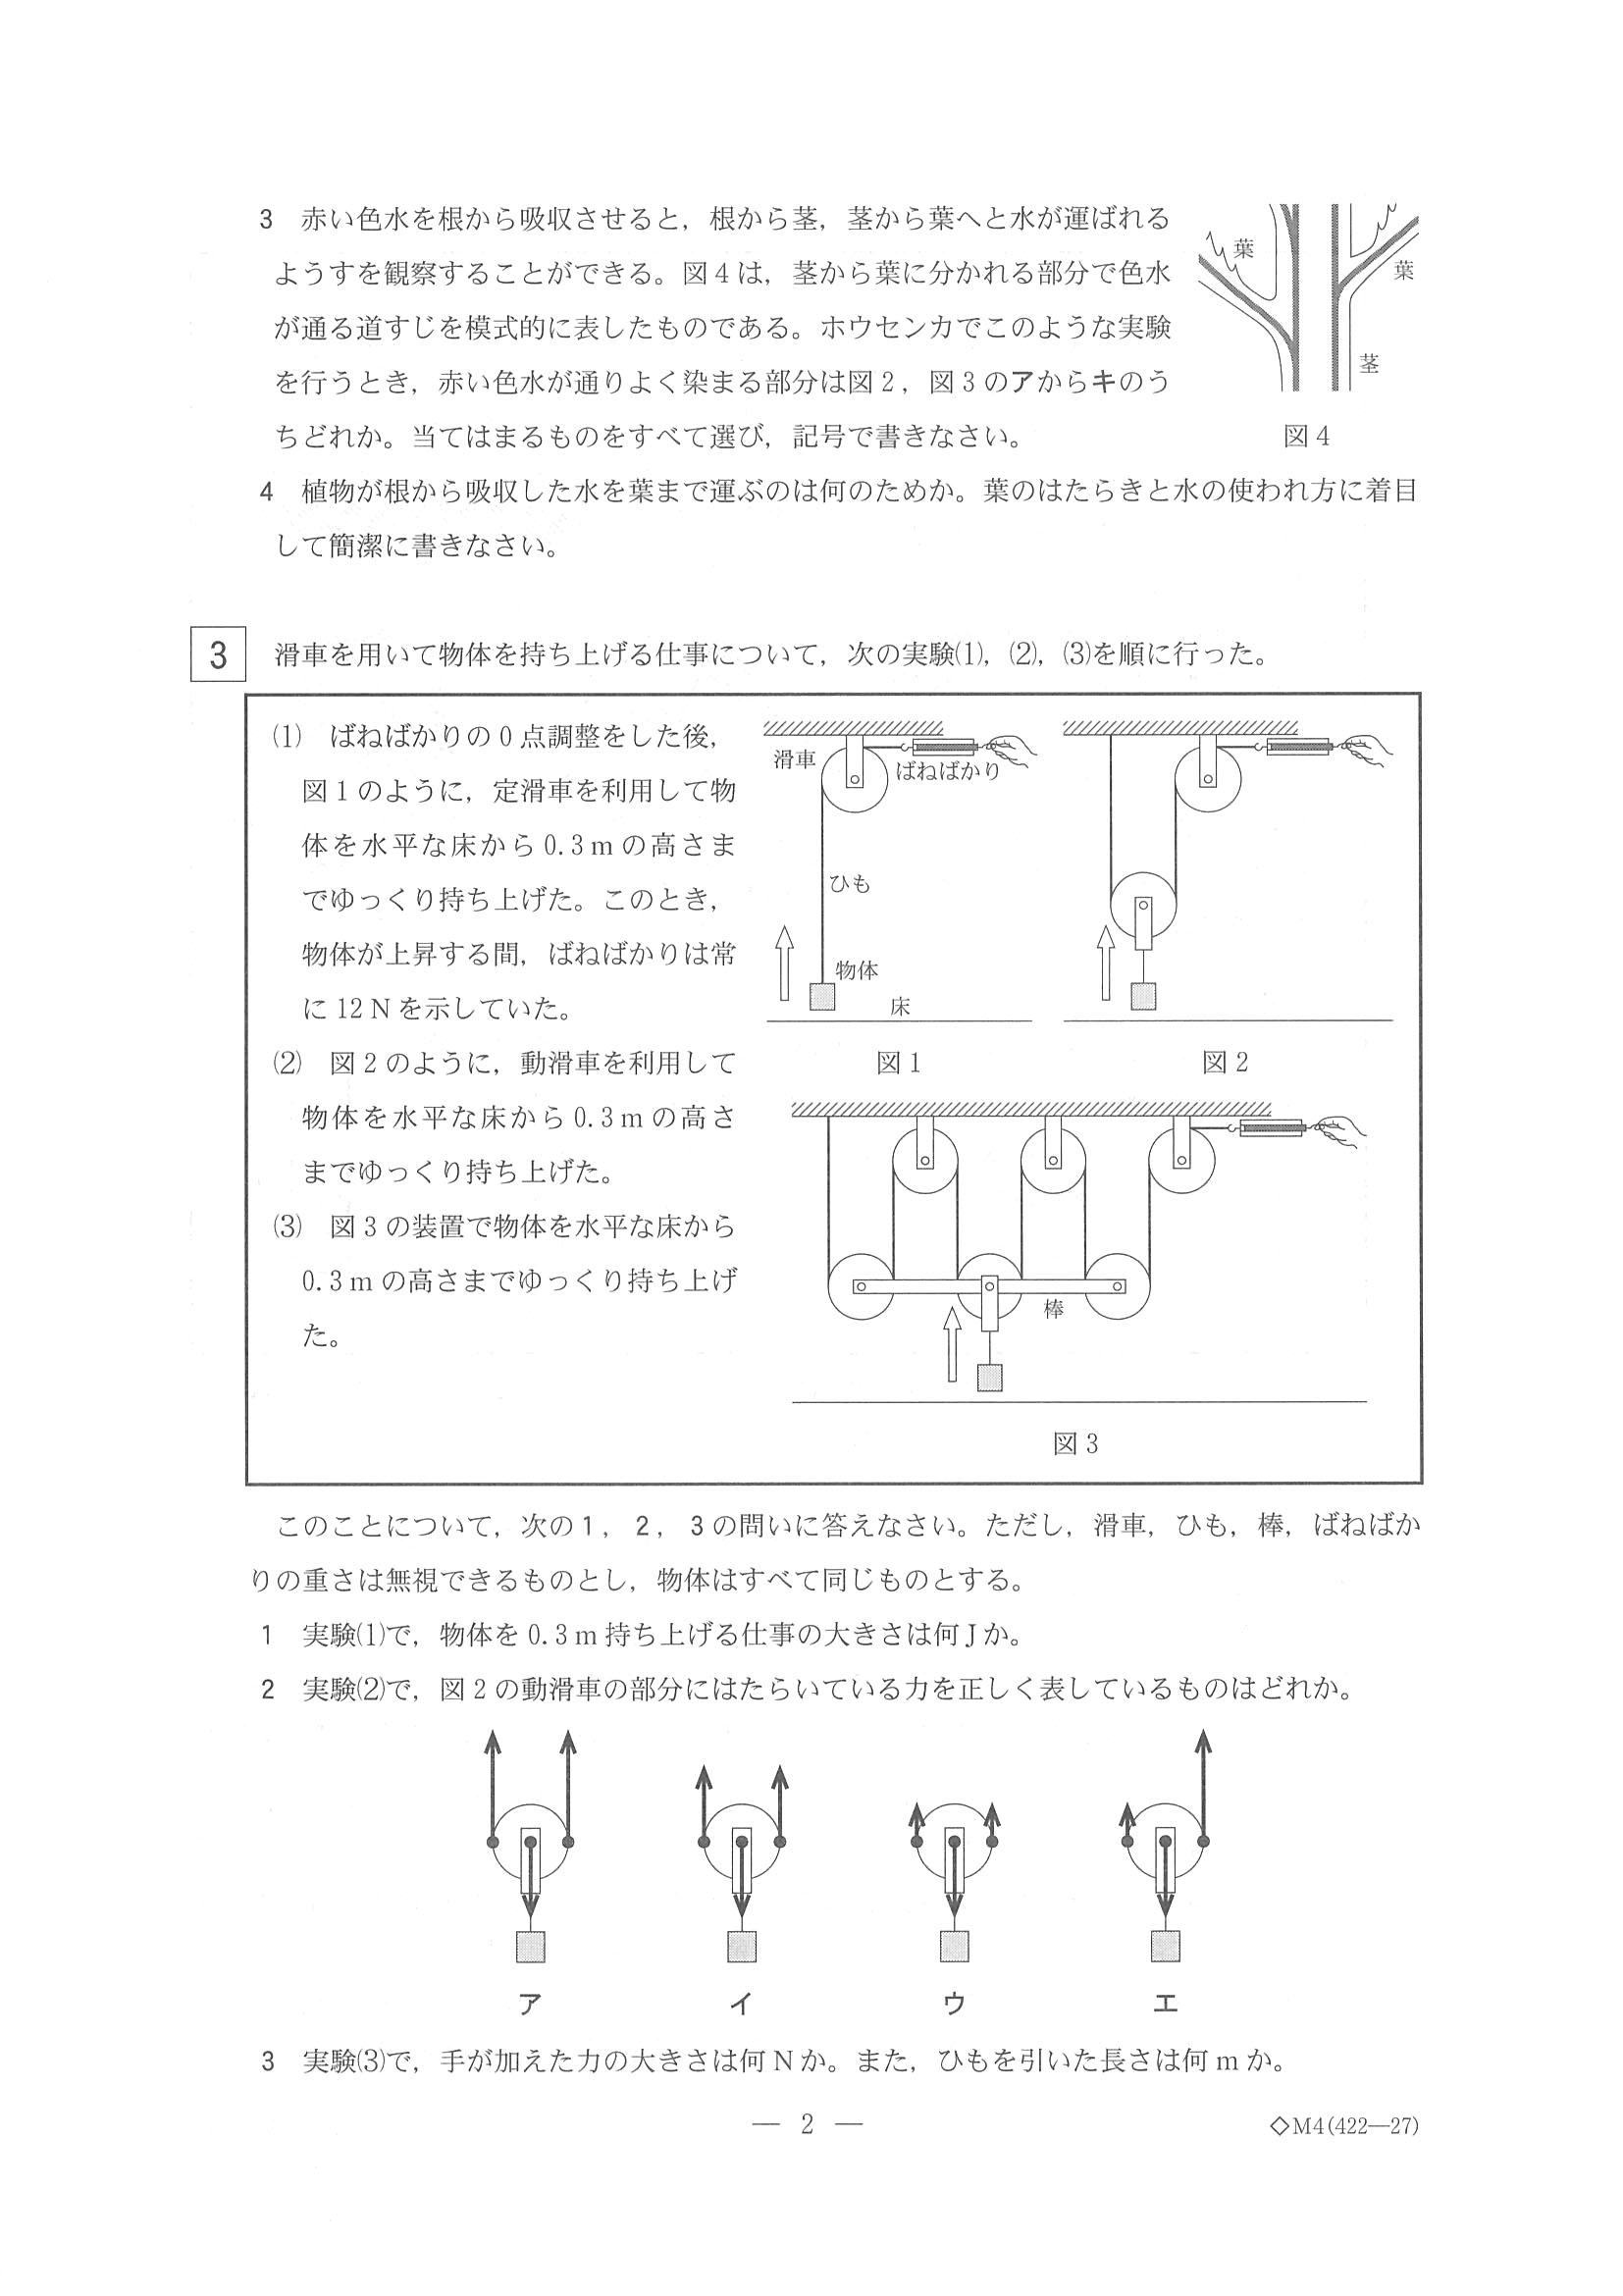 3 赤い色水を根から吸収させると，根から茎，茎から葉へと水が運ばれる
ようすを観察することができる。図4は，茎から葉に分かれる部分で色水
が通る道すじを模式的に表したものである。ホウセンカでこのような実験
を行うとき，赤い色水が通りよく染まる部分は図2，図3のアからキのう
ちどれか。当てはまるものをすべて選び，記号で書きなさい。
葉
葉
茎
図4
4 植物が根から吸収した水を葉まで運ぶのは何のためか。葉のはたらきと水の使われ方に着目
して簡潔に書きなさい。
3 滑車を用いて物体を持ち上げる仕事について，次の実験⑴，⑵，⑶を順に行った。
⑴ ばねばかりの0点調整をした後，
図1のように，定滑車を利用して物
体を水平な床から0.3mの高さま
でゆっくり持ち上げた。このとき，
物体が上昇する間，ばねばかりは常
に12Nを示していた。
⑵ 図2のように，動滑車を利用して
物体を水平な床から0.3mの高さ
までゆっくり持ち上げた。
⑶ 図3の装置で物体を水平な床から
0.3mの高さまでゆっくり持ち上げ
た。
滑車
ばねばかり
ひも
物体
床
図1
図2
棒
図3
このことについて，次の1，2，3の問いに答えなさい。ただし，滑車，ひも，棒，ばねばか
りの重さは無視できるものとし，物体はすべて同じものとする。
1 実験⑴で，物体を0.3m持ち上げる仕事の大きさは何Jか。
2 実験⑵で，図2の動滑車の部分にはたらいている力を正しく表しているものはどれか。
ア
イ
ウ
エ
3 実験⑶で，手が加えた力の大きさは何Nか。また，ひもを引いた長さは何mか。
— 2 —
◇M4(422—27)